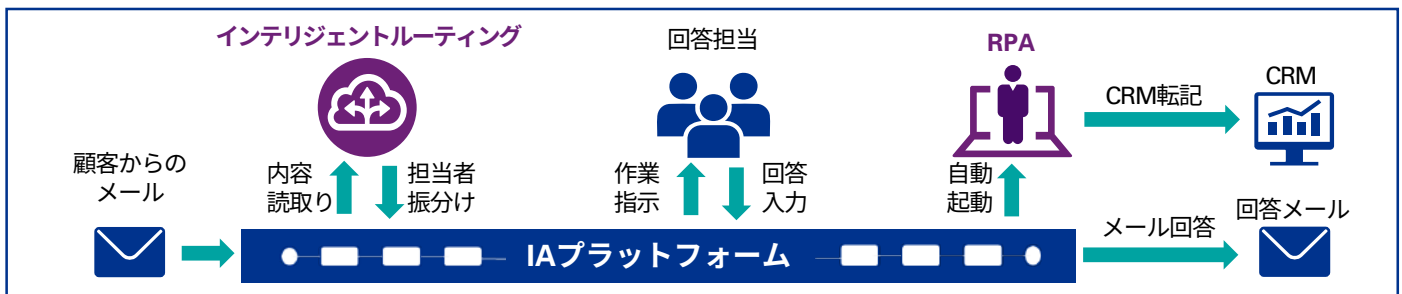 インテリジェントルーティング
回答担当
RPA
CRM
CRM転記
顧客からの
メール
内容
読取り
担当者
振分け
作業
指示
回答
入力
自動
起動
メール回答
回答メール
IAプラットフォーム